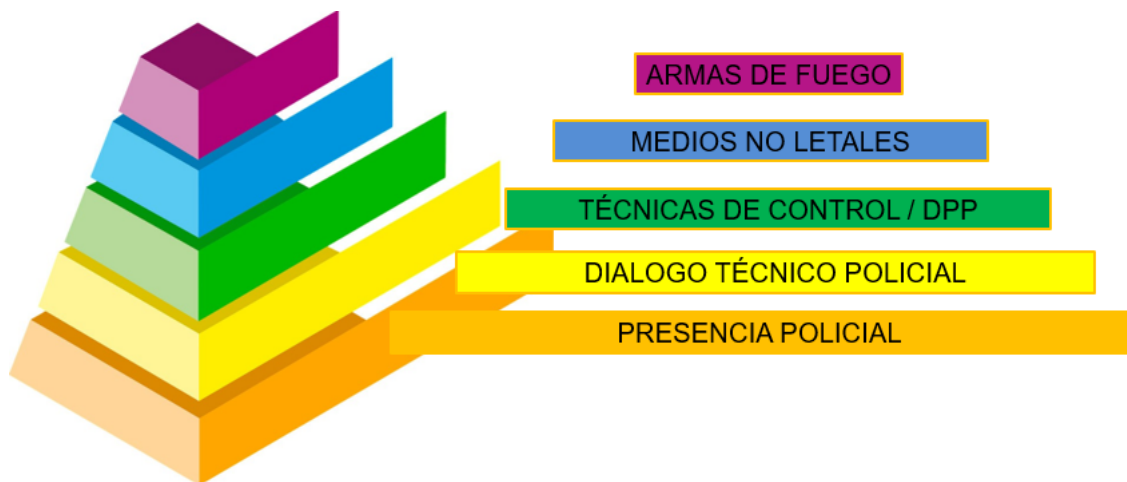 ARMAS DE FUEGO
MEDIOS NO LETALES
TÉCNICAS DE CONTROL / DPP
DIALOGO TÉCNICO POLICIAL
PRESENCIA POLICIAL